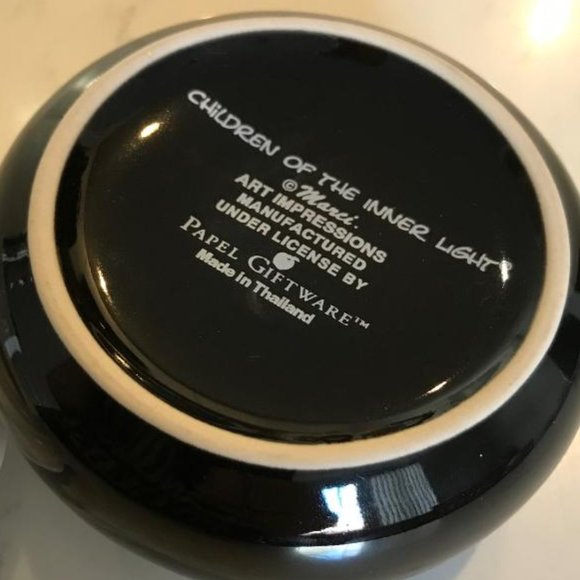 CHILDREN OF THE INNER LIGHT®
© Marci.
ART IMPRESSIONS
MANUFACTURED
UNDER LICENSE BY
PAPEL GIFTWARE™
Made in Thailand